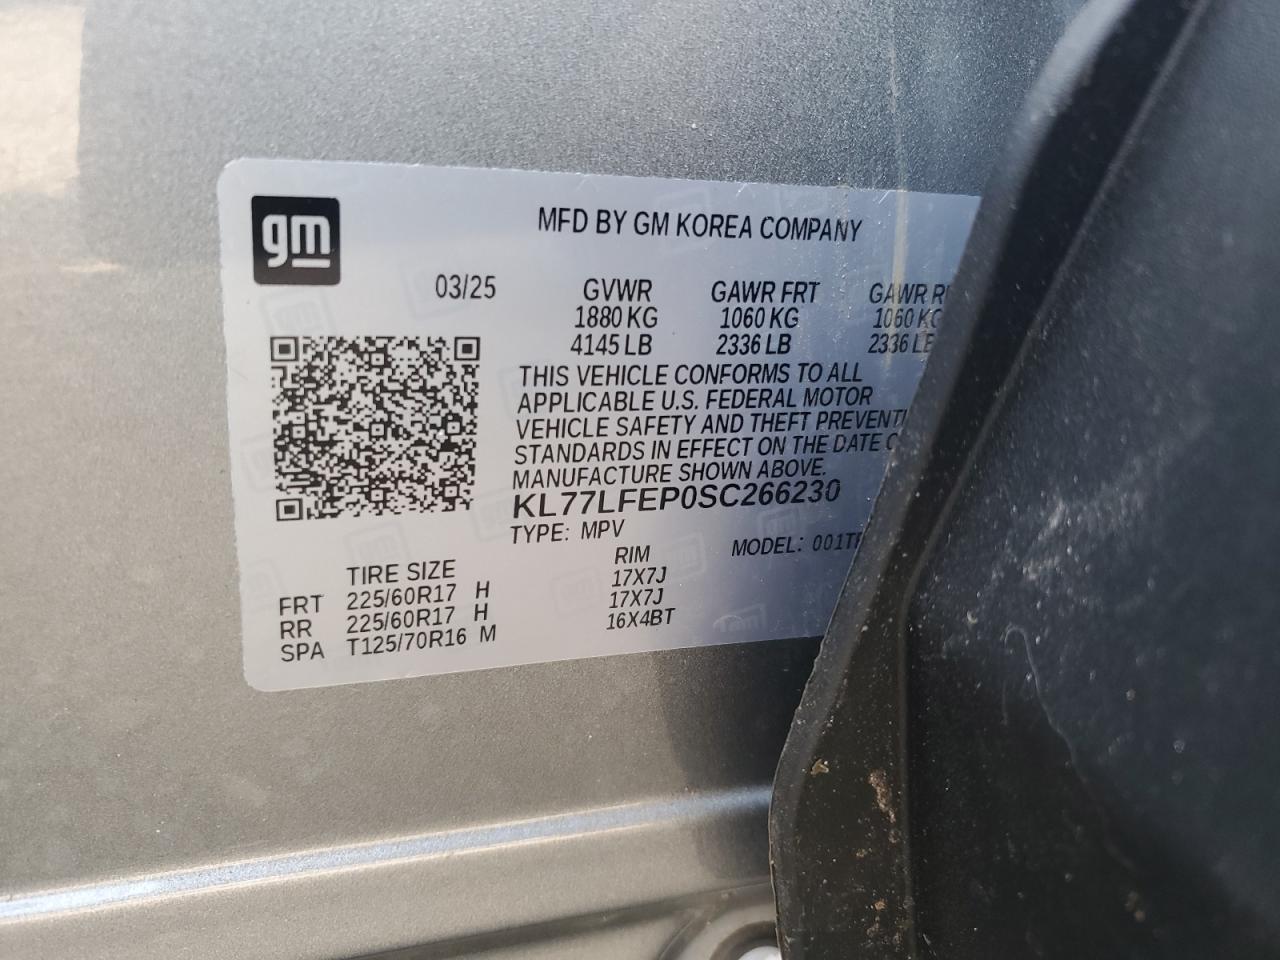 gm
MFD BY GM KOREA COMPANY
03/25 GVWR GAWR FRT GAWR
1880 KG 1060 KG 1060
4145 LB 2336 LB 2336
THIS VEHICLE CONFORMS TO ALL
APPLICABLE U.S. FEDERAL MOTOR
VEHICLE SAFETY AND THEFT PREVENTI
STANDARDS IN EFFECT ON THE DATE
MANUFACTURE SHOWN ABOVE.
KL77LFEP0SC266230
TYPE: MPV MODEL: 001T
TIRE SIZE RIM
FRT 225/60R17 H 17X7J
RR 225/60R17 H 17X7J
SPA T125/70R16 M 16X4BT